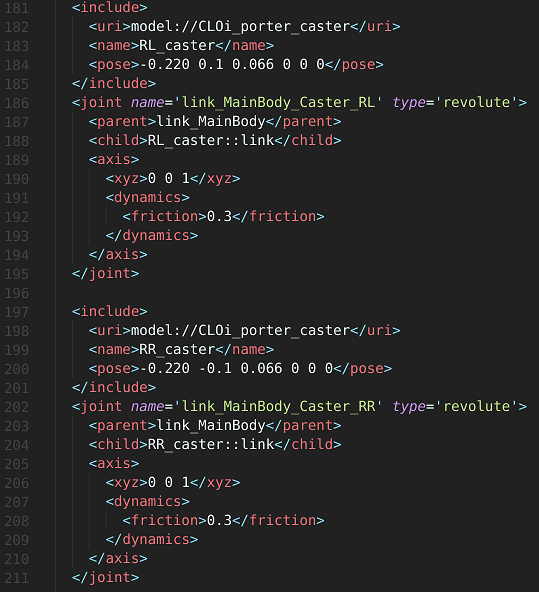 181 <include>
182 <uri>model://CLOi_porter_caster</uri>
183 <name>RL_caster</name>
184 <pose>-0.220 0.1 0.066 0 0 0</pose>
185 </include>
186 <joint name='link_MainBody_Caster_RL' type='revolute'>
187 <parent>link_MainBody</parent>
188 <child>RL_caster::link</child>
189 <axis>
190 <xyz>0 0 1</xyz>
191 <dynamics>
192 <friction>0.3</friction>
193 </dynamics>
194 </axis>
195 </joint>
196
197 <include>
198 <uri>model://CLOi_porter_caster</uri>
199 <name>RR_caster</name>
200 <pose>-0.220 -0.1 0.066 0 0 0</pose>
201 </include>
202 <joint name='link_MainBody_Caster_RR' type='revolute'>
203 <parent>link_MainBody</parent>
204 <child>RR_caster::link</child>
205 <axis>
206 <xyz>0 0 1</xyz>
207 <dynamics>
208 <friction>0.3</friction>
209 </dynamics>
210 </axis>
211 </joint>